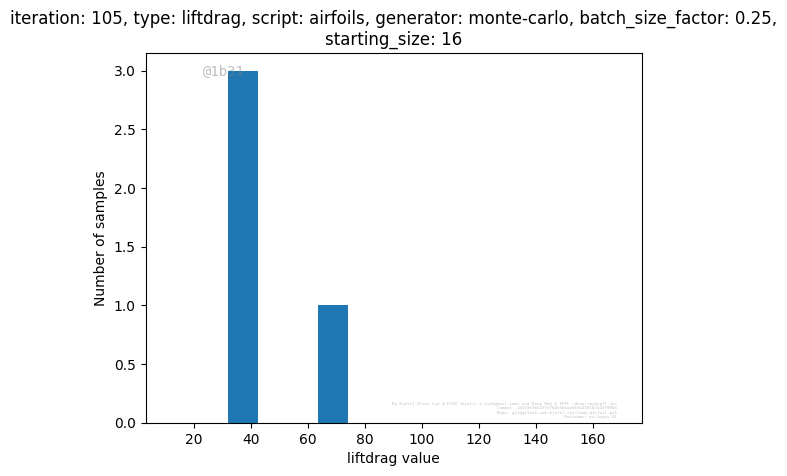 iteration: 105, type: liftdrag, script: airfoils, generator: monte-carlo, batch_size_factor: 0.25,
starting_size: 16
@1b31
3.0
2.5
2.0
1.5
1.0
0.5
0.0
Number of samples
20 40 60 80 100 120 140 160
liftdrag value